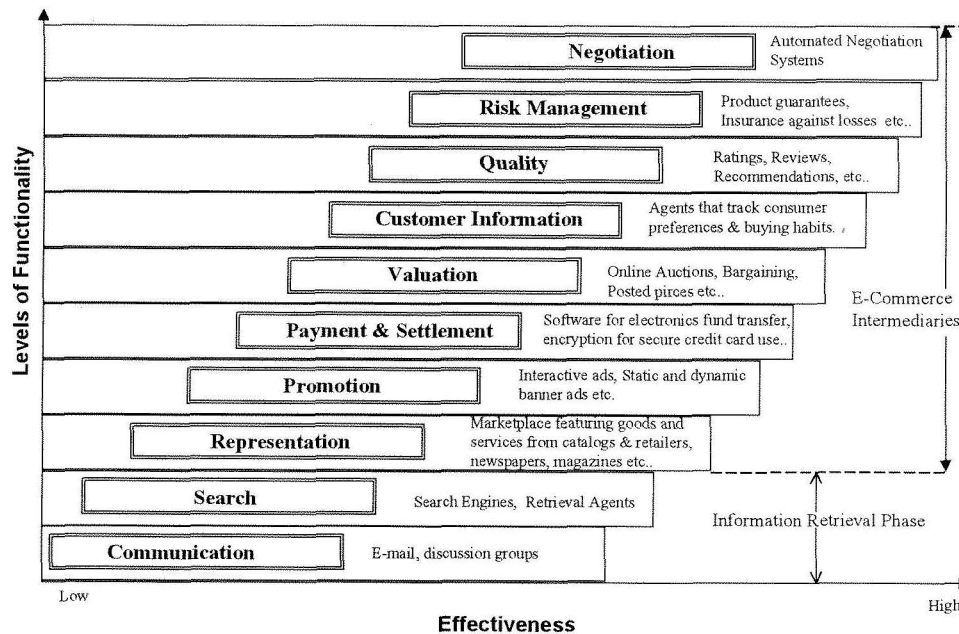 Levels of Functionality
Negotiation
Automated Negotiation
Systems
Risk Management
Product guarantees,
Insurance against losses etc..
Quality
Ratings, Reviews,
Recommendations, etc..
Customer Information
Agents that track consumer
preferences & buying habits.
Valuation
Online Auctions, Bargaining,
Posted pirces etc..
E-Commerce
Intermediaries
Payment & Settlement
Software for electronics fund transfer,
encryption for secure credit card use..
Promotion
Interactive ads, Static and dynamic
banner ads etc.
Representation
Marketplace featuring goods and
services from catalogs & retailers,
newspapers, magazines etc..
Search
Search Engines, Retrieval Agents
Information Retrieval Phase
Communication
E-mail, discussion groups
Low
High
Effectiveness